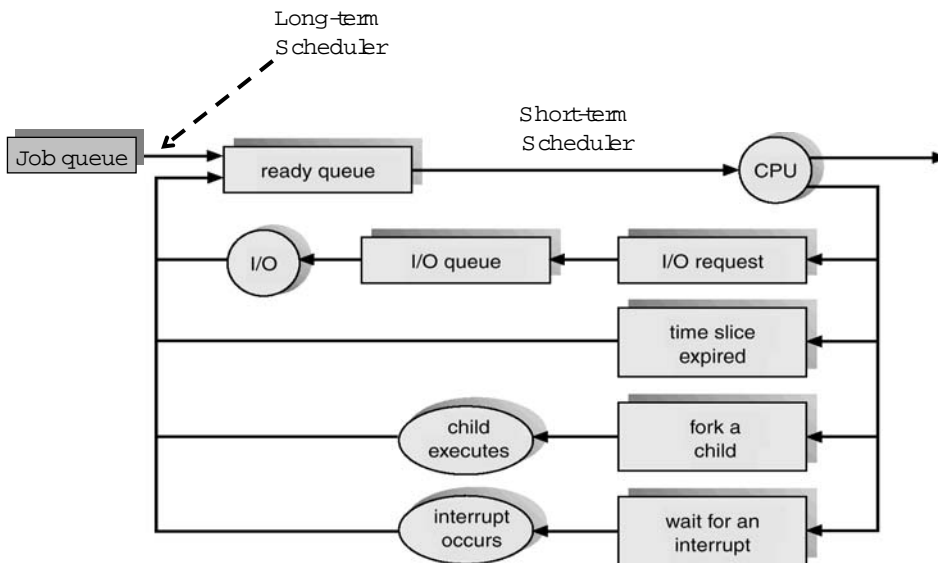 Long-term
Scheduler
Short-term
Scheduler
Job queue
ready queue
CPU
I/O
I/O queue
I/O request
time slice
expired
child
executes
fork a
child
interrupt
occurs
wait for an
interrupt